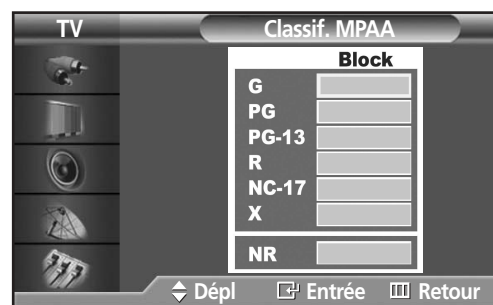 TV
Classif. MPAA
Block
G
PG
PG-13
R
NC-17
X
NR
Dépl Entrée Retour